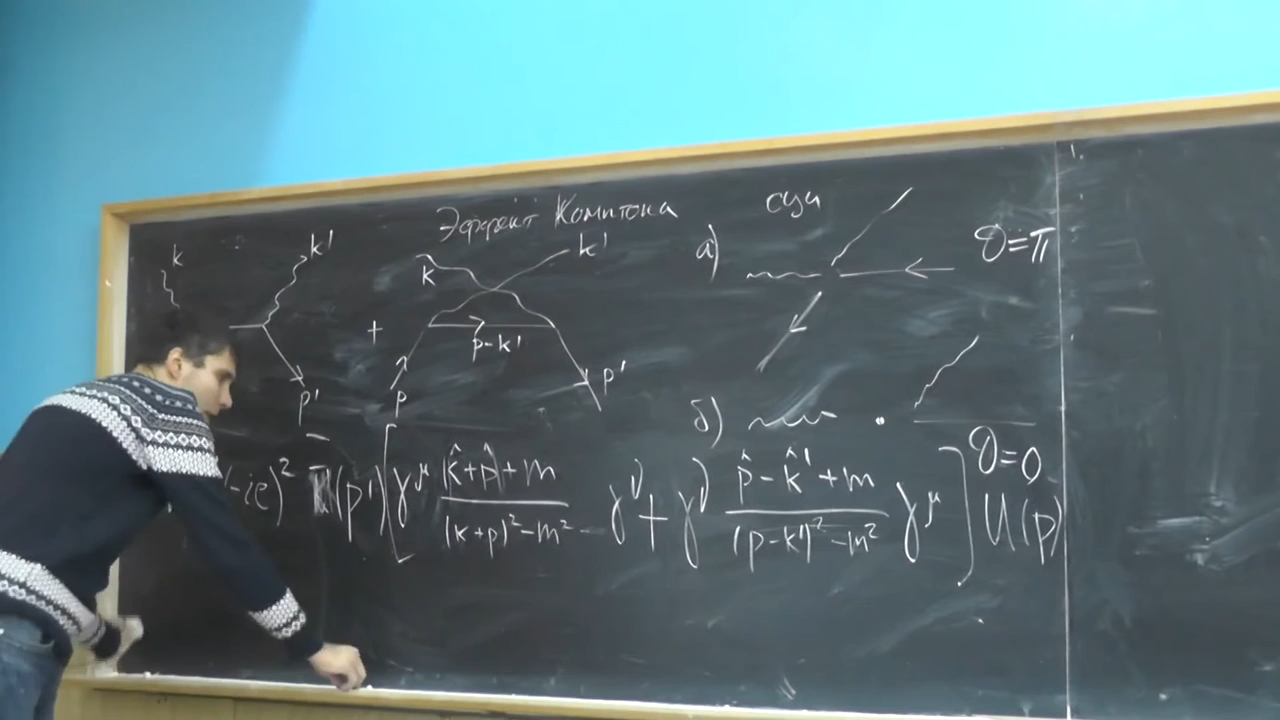 Эффект Комптона
k
k'
p'
+
k
k'
p-k'
p
p'
а)
𝒪=π
б)
𝒪=0
(-ie)² ū(p')[γ^μ (k̂+p̂)+m / (k+p)²-m² γ^ν + γ^ν p̂-k̂'+m / (p-k')²-m² γ^μ] u(p)